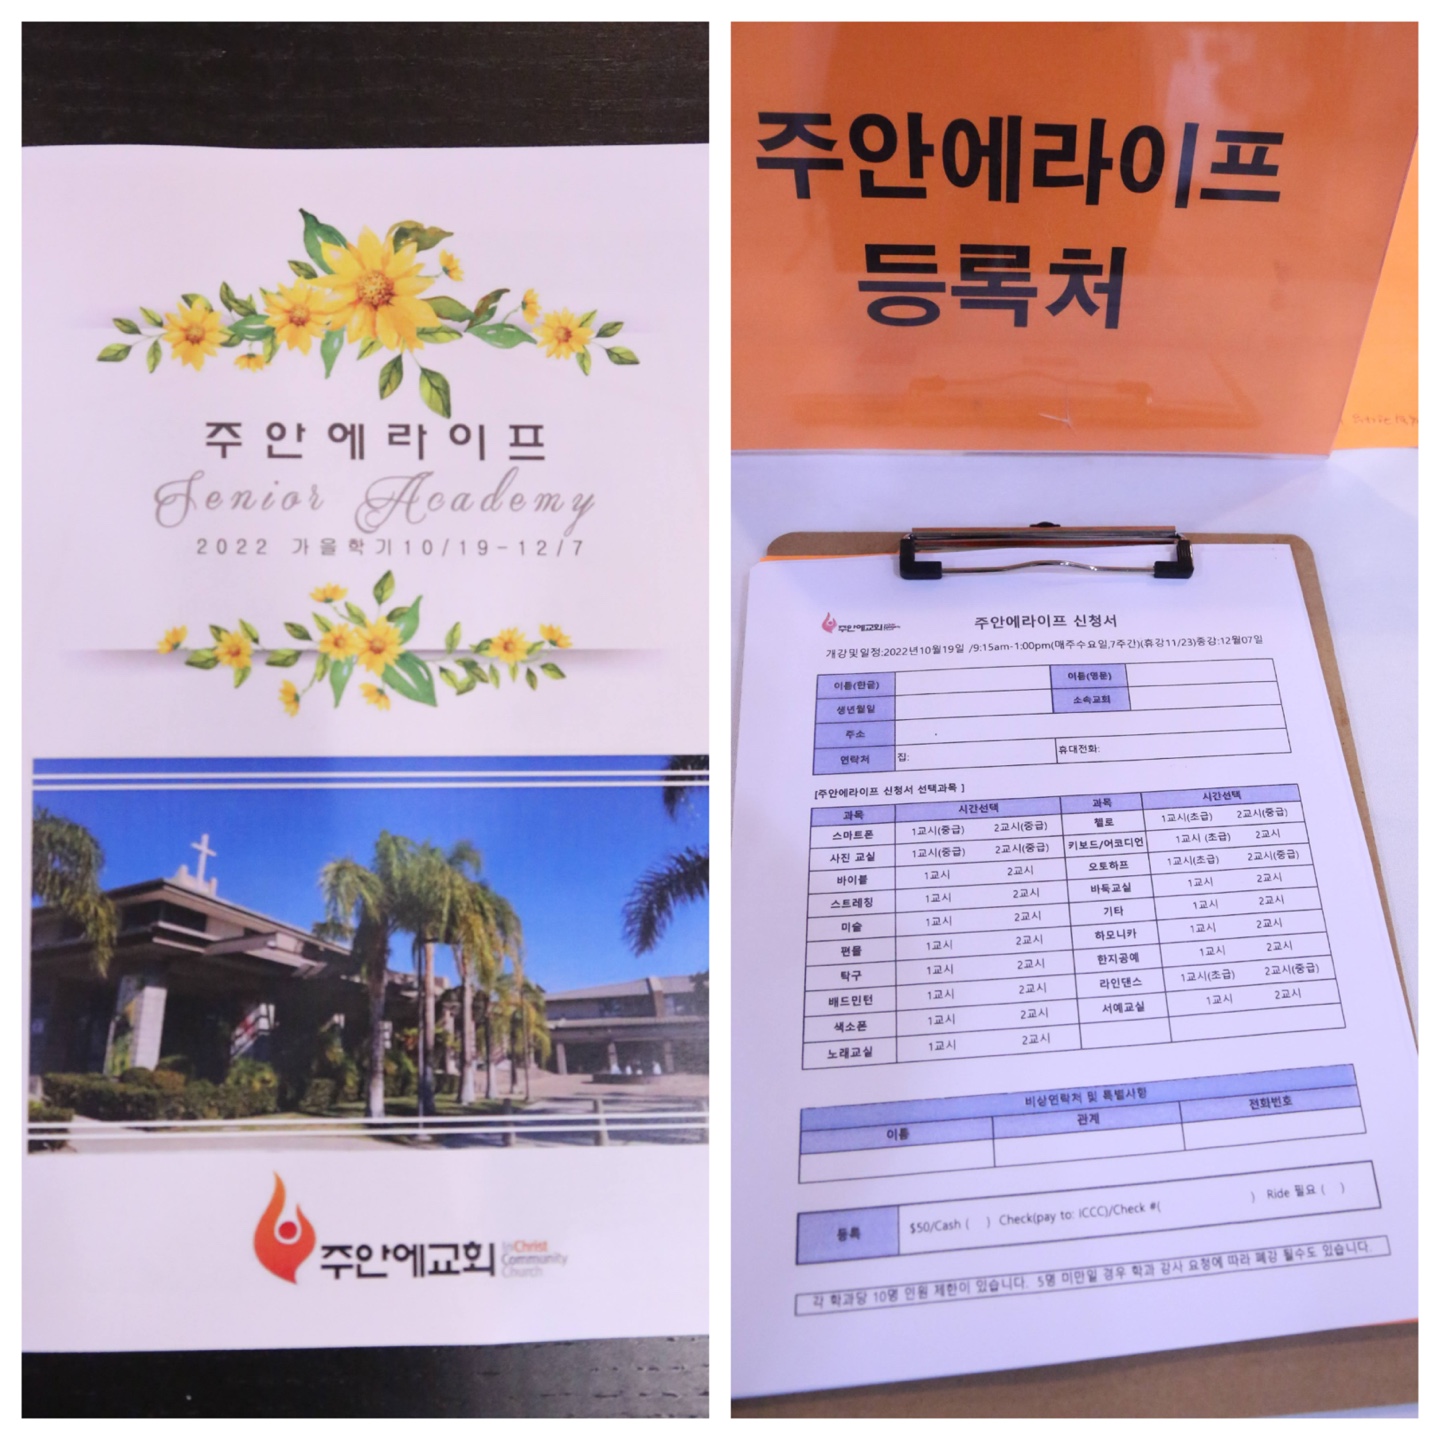 주안에라이프
Senior Academy
2022 가을학기10/19-12/7
주안에교회
InChrist
Community
Church
주안에라이프
등록처
주안에교회
주안에라이프 신청서
개강및일정:2022년10월19일 /9:15am-1:00pm(매주수요일,7주간)(휴강11/23)종강:12월07일
이름(한글) 이름(영문)
생년월일 소속교회
주소
연락처 집: 휴대전화:
[주안에라이프 신청서 선택과목 ]
과목 시간선택 과목 시간선택
스마트폰 1교시(중급) 2교시(중급) 첼로 1교시(초급) 2교시(중급)
사진 교실 1교시(중급) 2교시(중급) 키보드/어코디언 1교시 (초급) 2교시
바이블 1교시 2교시 오토하프 1교시(초급) 2교시(중급)
스트레칭 1교시 2교시 바둑교실 1교시 2교시
미술 1교시 2교시 기타 1교시 2교시
편물 1교시 2교시 하모니카 1교시 2교시
탁구 1교시 2교시 한지공예 1교시 2교시
배드민턴 1교시 2교시 라인댄스 1교시(초급) 2교시(중급)
색소폰 1교시 2교시 서예교실 1교시 2교시
노래교실 1교시 2교시
비상연락처 및 특별사항
이름 관계 전화번호
등록 $50/Cash ( ) Check(pay to: ICCC)/Check #( ) Ride 필요 ( )
각 학과당 10명 인원 제한이 있습니다. 5명 미만일 경우 학과 강사 요청에 따라 폐강 될수도 있습니다.